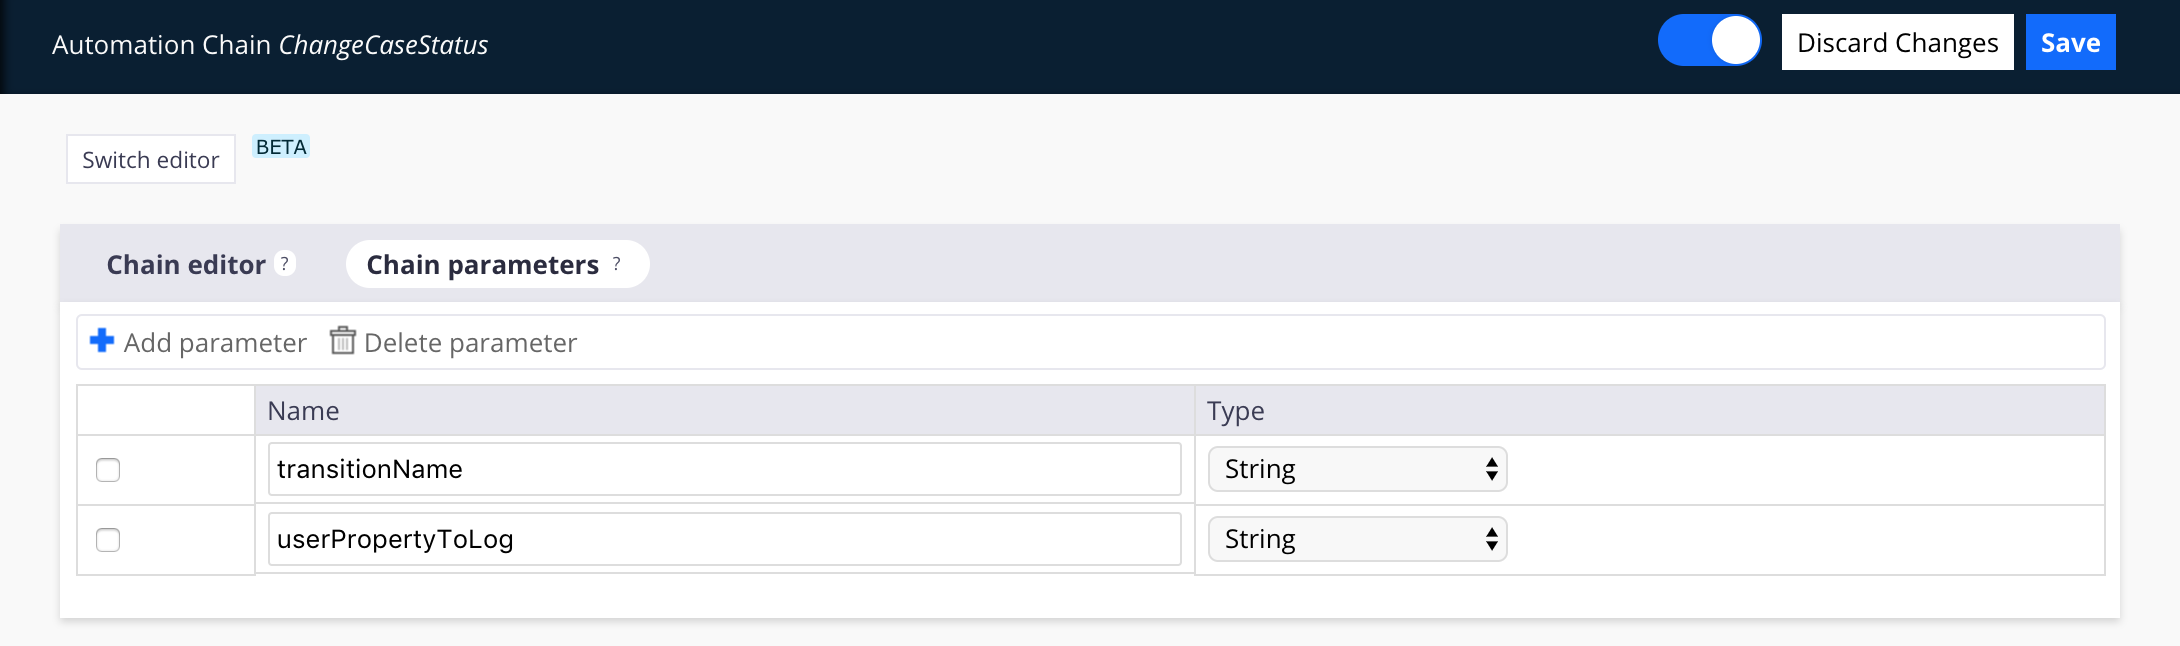 Automation Chain ChangeCaseStatus
Discard Changes
Save
Switch editor
BETA
Chain editor ?
Chain parameters ?
Add parameter
Delete parameter
Name
Type
transitionName
String
userPropertyToLog
String